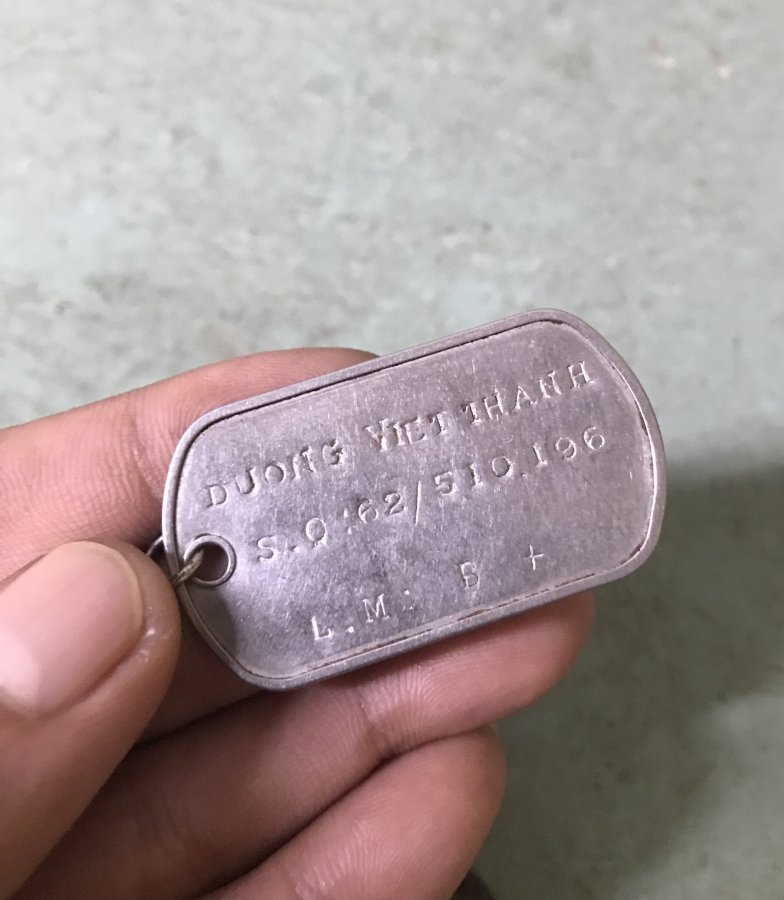 DUONG VIET THANH
S.Q:62/510.196
L.M: B +